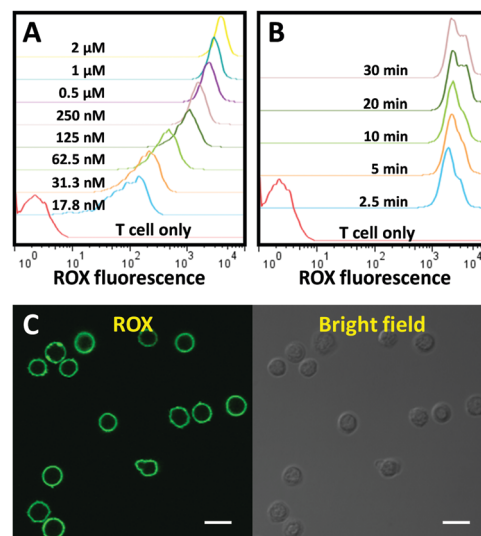 A
2 µM
1 µM
0.5 µM
250 nM
125 nM
62.5 nM
31.3 nM
17.8 nM
T cell only
10⁰ 10¹ 10² 10³ 10⁴
ROX fluorescence
B
30 min
20 min
10 min
5 min
2.5 min
T cell only
10⁰ 10¹ 10² 10³ 10⁴
ROX fluorescence
C
ROX
Bright field